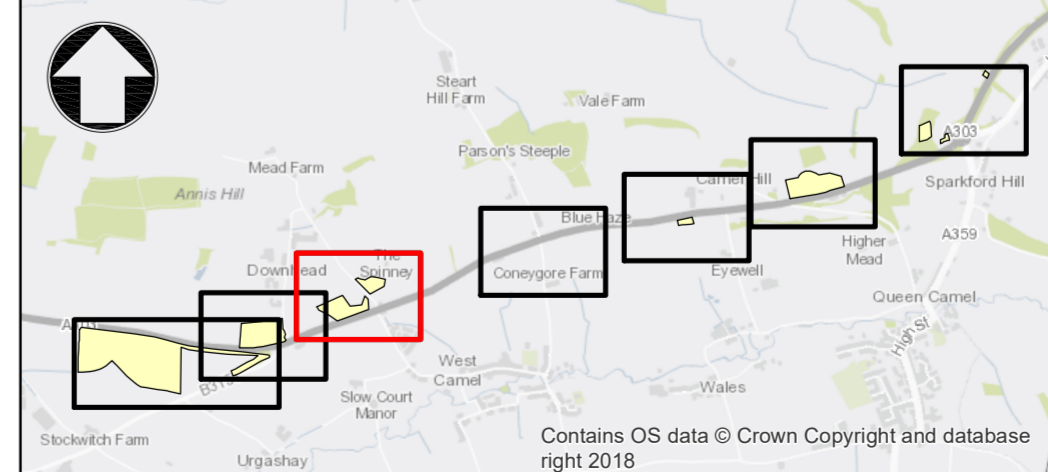 Steart
Hill Farm
Vale Farm
A303
Parson's Steeple
Mead Farm
Camel Hill
Sparkford Hill
Annis Hill
Blue Haze
A359
Higher
Mead
The
Spinney
Downhead
Coneygore Farm
Eyewell
Queen Camel
High St
West
Camel
Wales
Slow Court
Manor
Stockwitch Farm
Urgashay
Contains OS data © Crown Copyright and database
right 2018